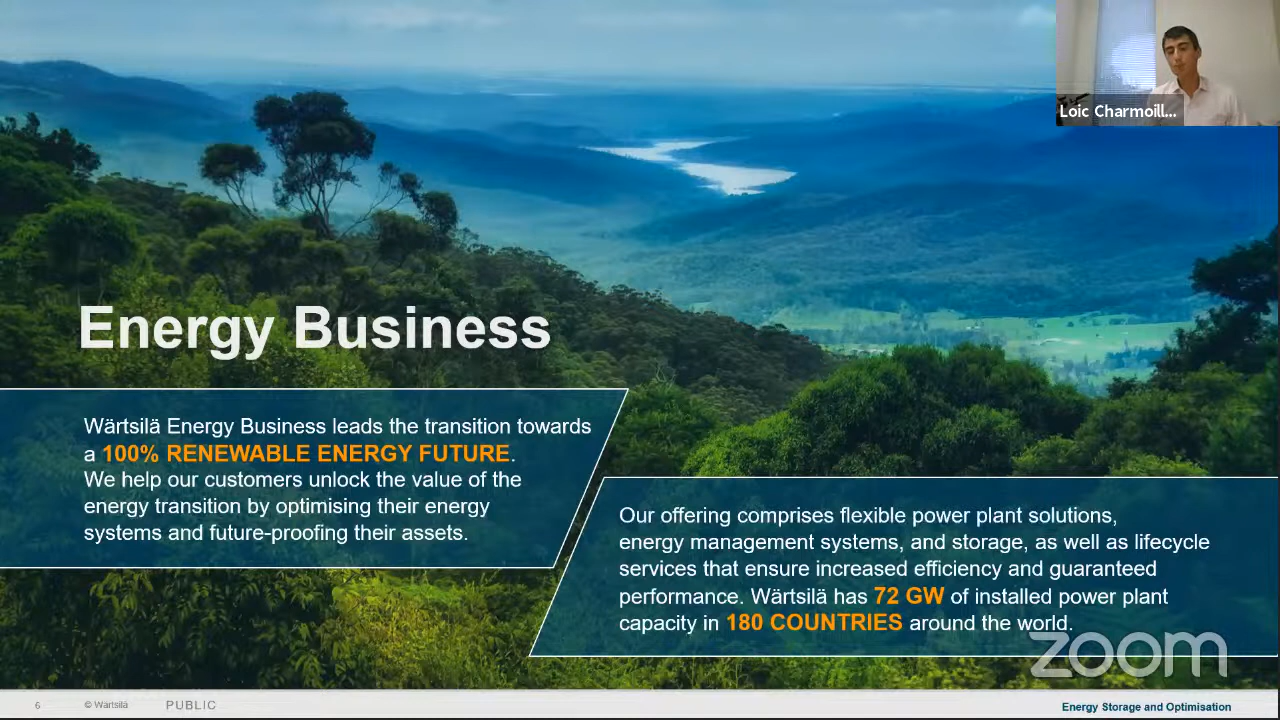 Loic Charmoill...
Energy Business
Wärtsilä Energy Business leads the transition towards
a 100% RENEWABLE ENERGY FUTURE.
We help our customers unlock the value of the
energy transition by optimising their energy
systems and future-proofing their assets.
Our offering comprises flexible power plant solutions,
energy management systems, and storage, as well as lifecycle
services that ensure increased efficiency and guaranteed
performance. Wärtsilä has 72 GW of installed power plant
capacity in 180 COUNTRIES around the world.
zoom
6 © Wärtsilä PUBLIC Energy Storage and Optimisation